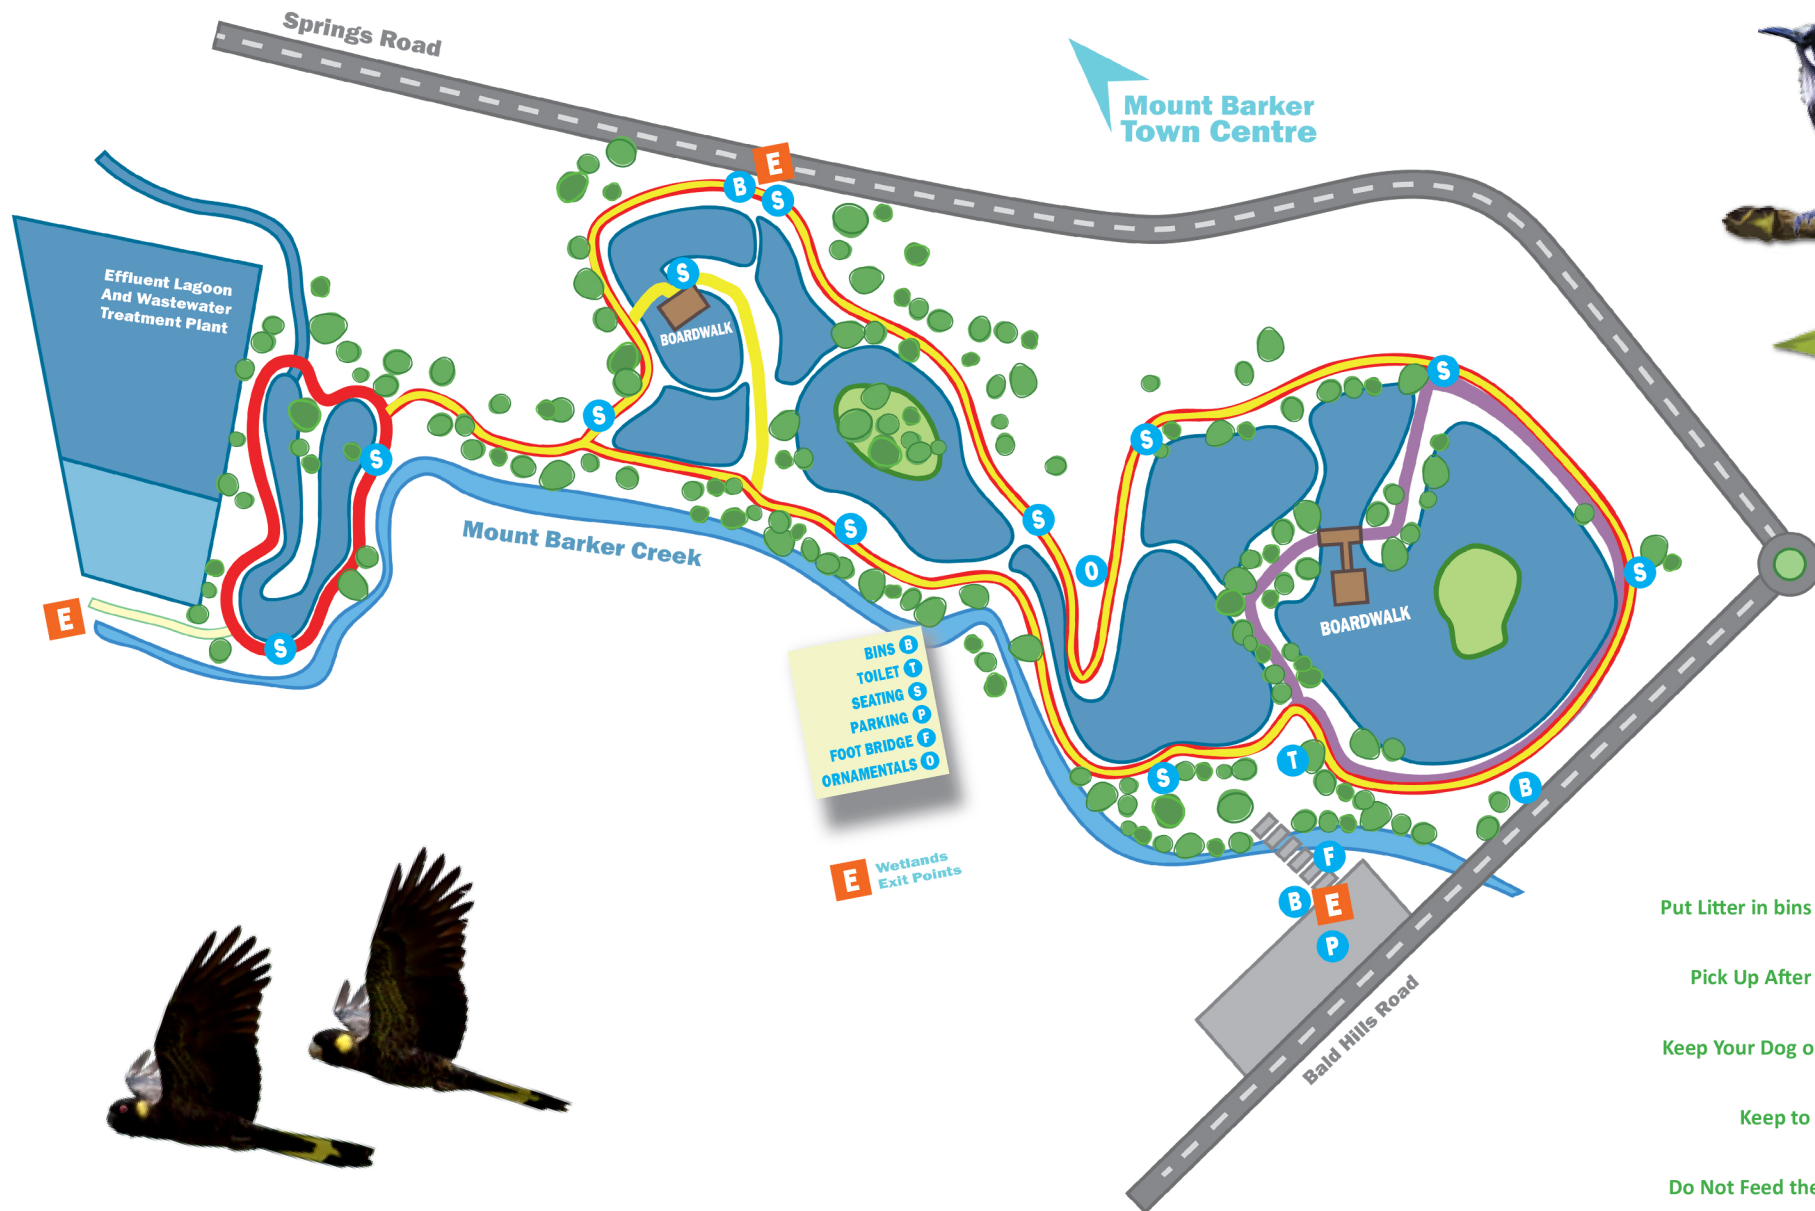 Springs Road
Mount Barker
Town Centre
E
B
S
Effluent Lagoon
And Wastewater
Treatment Plant
S
BOARDWALK
S
S
S
S
S
S
O
S
S
Mount Barker Creek
E
S
BOARDWALK
BINS B
TOILET T
SEATING S
PARKING P
FOOT BRIDGE F
ORNAMENTALS O
S
T
B
E
Wetlands
Exit Points
F
B
E
P
Bald Hills Road
Put Litter in bins
Pick Up After
Keep Your Dog o
Keep to
Do Not Feed the